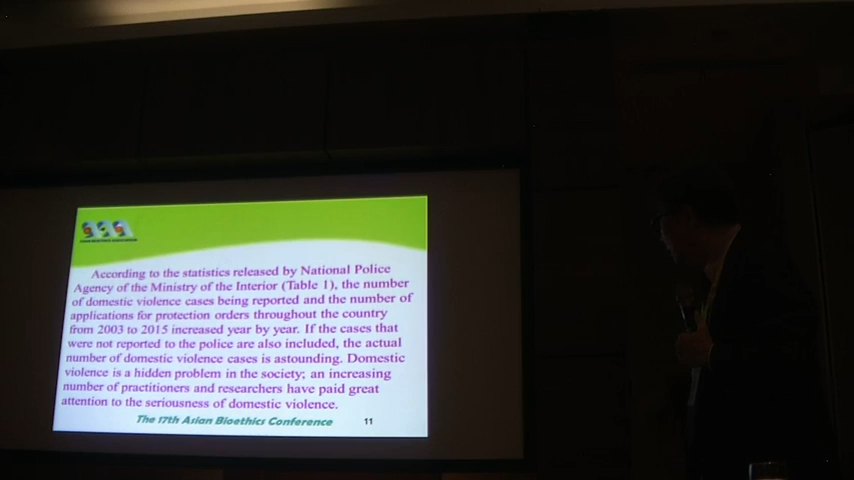 According to the statistics released by National Police
Agency of the Ministry of the Interior (Table 1), the number
of domestic violence cases being reported and the number of
applications for protection orders throughout the country
from 2003 to 2015 increased year by year. If the cases that
were not reported to the police are also included, the actual
number of domestic violence cases is astounding. Domestic
violence is a hidden problem in the society; an increasing
number of practitioners and researchers have paid great
attention to the seriousness of domestic violence.
The 17th Asian Bioethics Conference 11